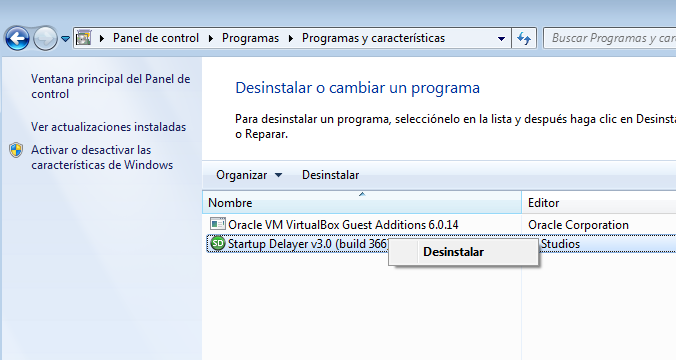 Panel de control ▸ Programas ▸ Programas y características
Buscar Programas y cara
Ventana principal del Panel de
control
Ver actualizaciones instaladas
Activar o desactivar las
características de Windows
Desinstalar o cambiar un programa
Para desinstalar un programa, selecciónelo en la lista y después haga clic en Desinsta
o Reparar.
Organizar Desinstalar
Nombre Editor
Oracle VM VirtualBox Guest Additions 6.0.14 Oracle Corporation
SD Startup Delayer v3.0 (build 366) Studios
Desinstalar